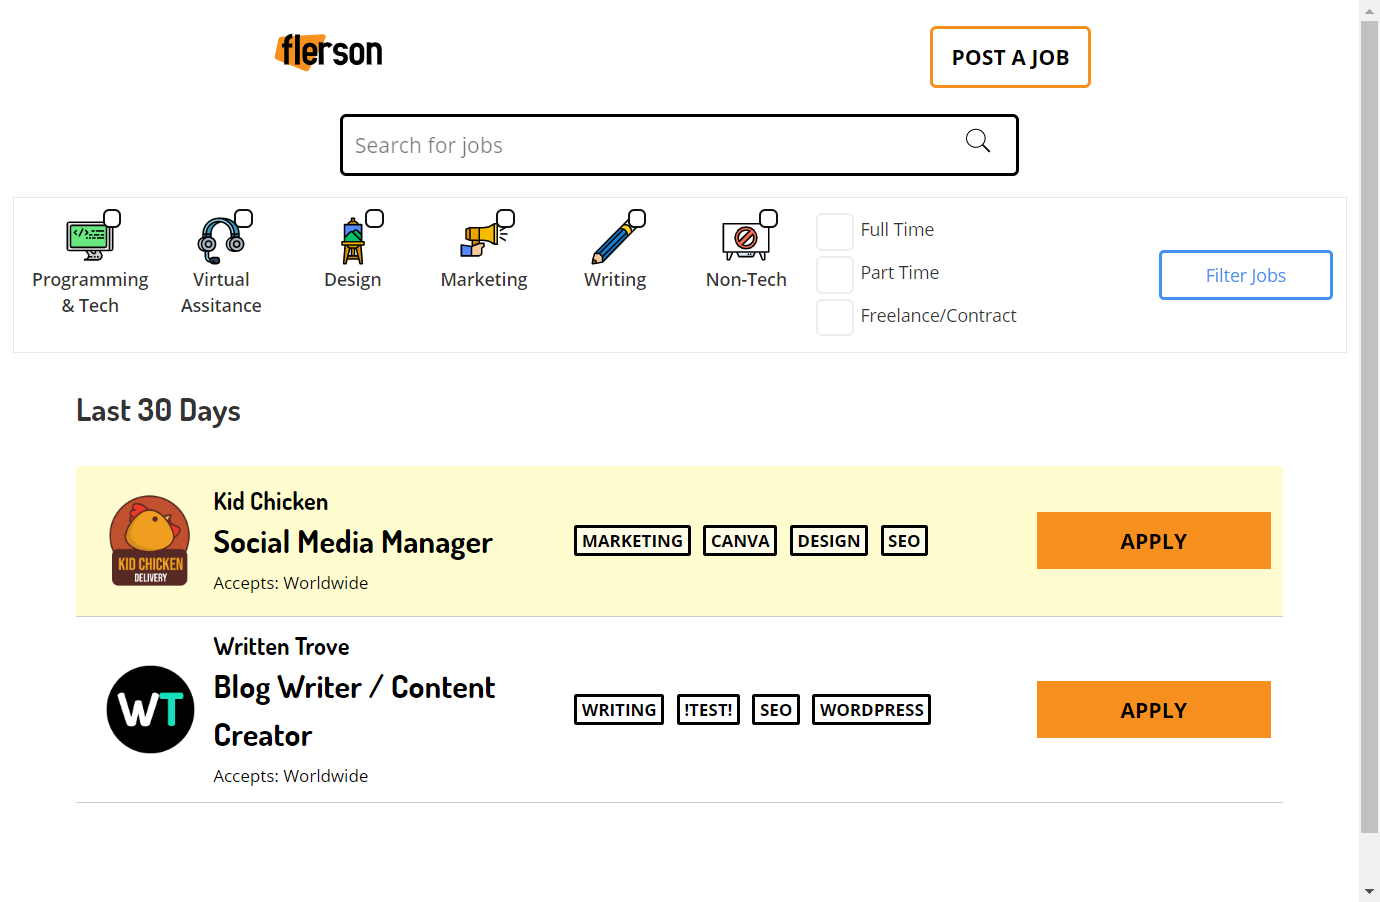 flerson
POST A JOB
Search for jobs
Programming
& Tech
Virtual
Assitance
Design
Marketing
Writing
Non-Tech
Full Time
Part Time
Freelance/Contract
Filter Jobs
Last 30 Days
KID CHICKEN
DELIVERY
Kid Chicken
Social Media Manager
Accepts: Worldwide
MARKETING CANVA DESIGN SEO
APPLY
WT
Written Trove
Blog Writer / Content
Creator
Accepts: Worldwide
WRITING !TEST! SEO WORDPRESS
APPLY